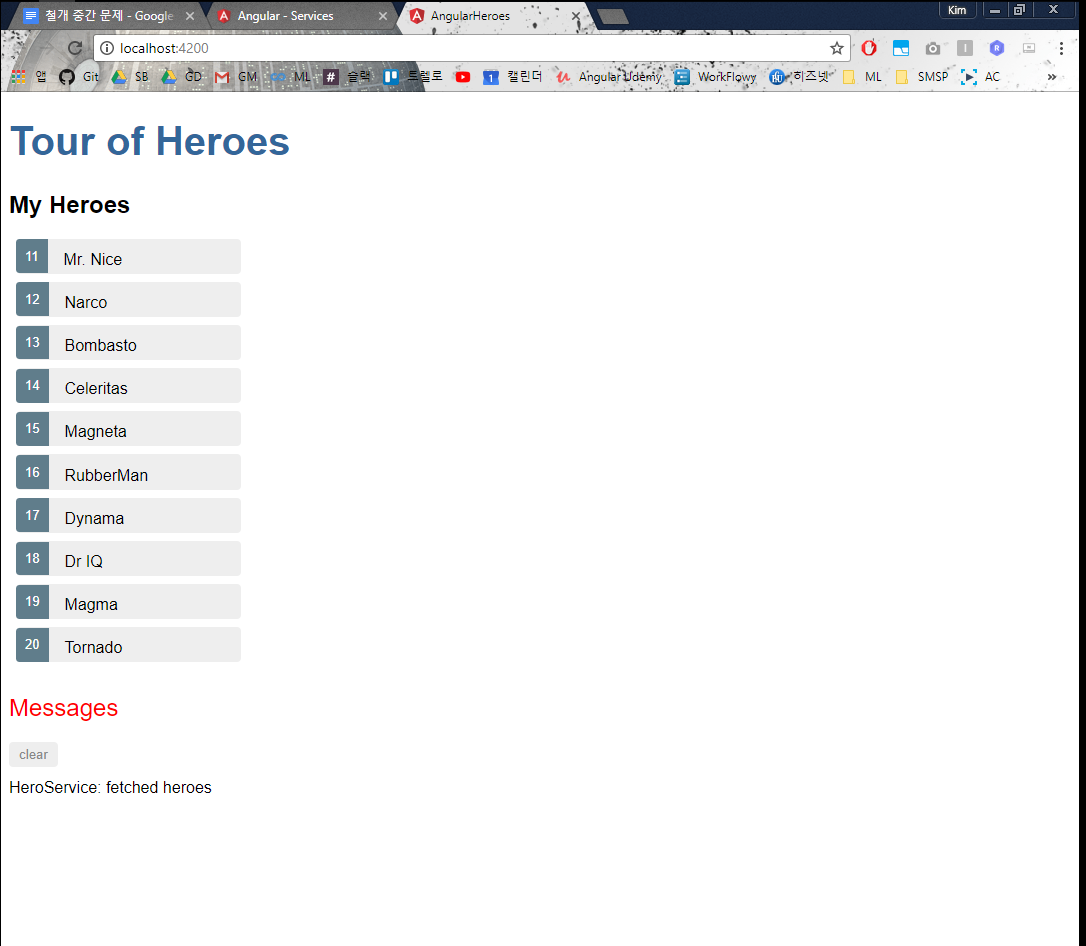 철개 중간 문제 - Google
Angular - Services
AngularHeroes
Kim
localhost:4200
앱 Git SB GD GM ML 슬랙 트렐로 1 캘린더 Angular Udemy WorkFlowy 히즈넷 ML SMSP AC »
Tour of Heroes
My Heroes
11 Mr. Nice
12 Narco
13 Bombasto
14 Celeritas
15 Magneta
16 RubberMan
17 Dynama
18 Dr IQ
19 Magma
20 Tornado
Messages
clear
HeroService: fetched heroes